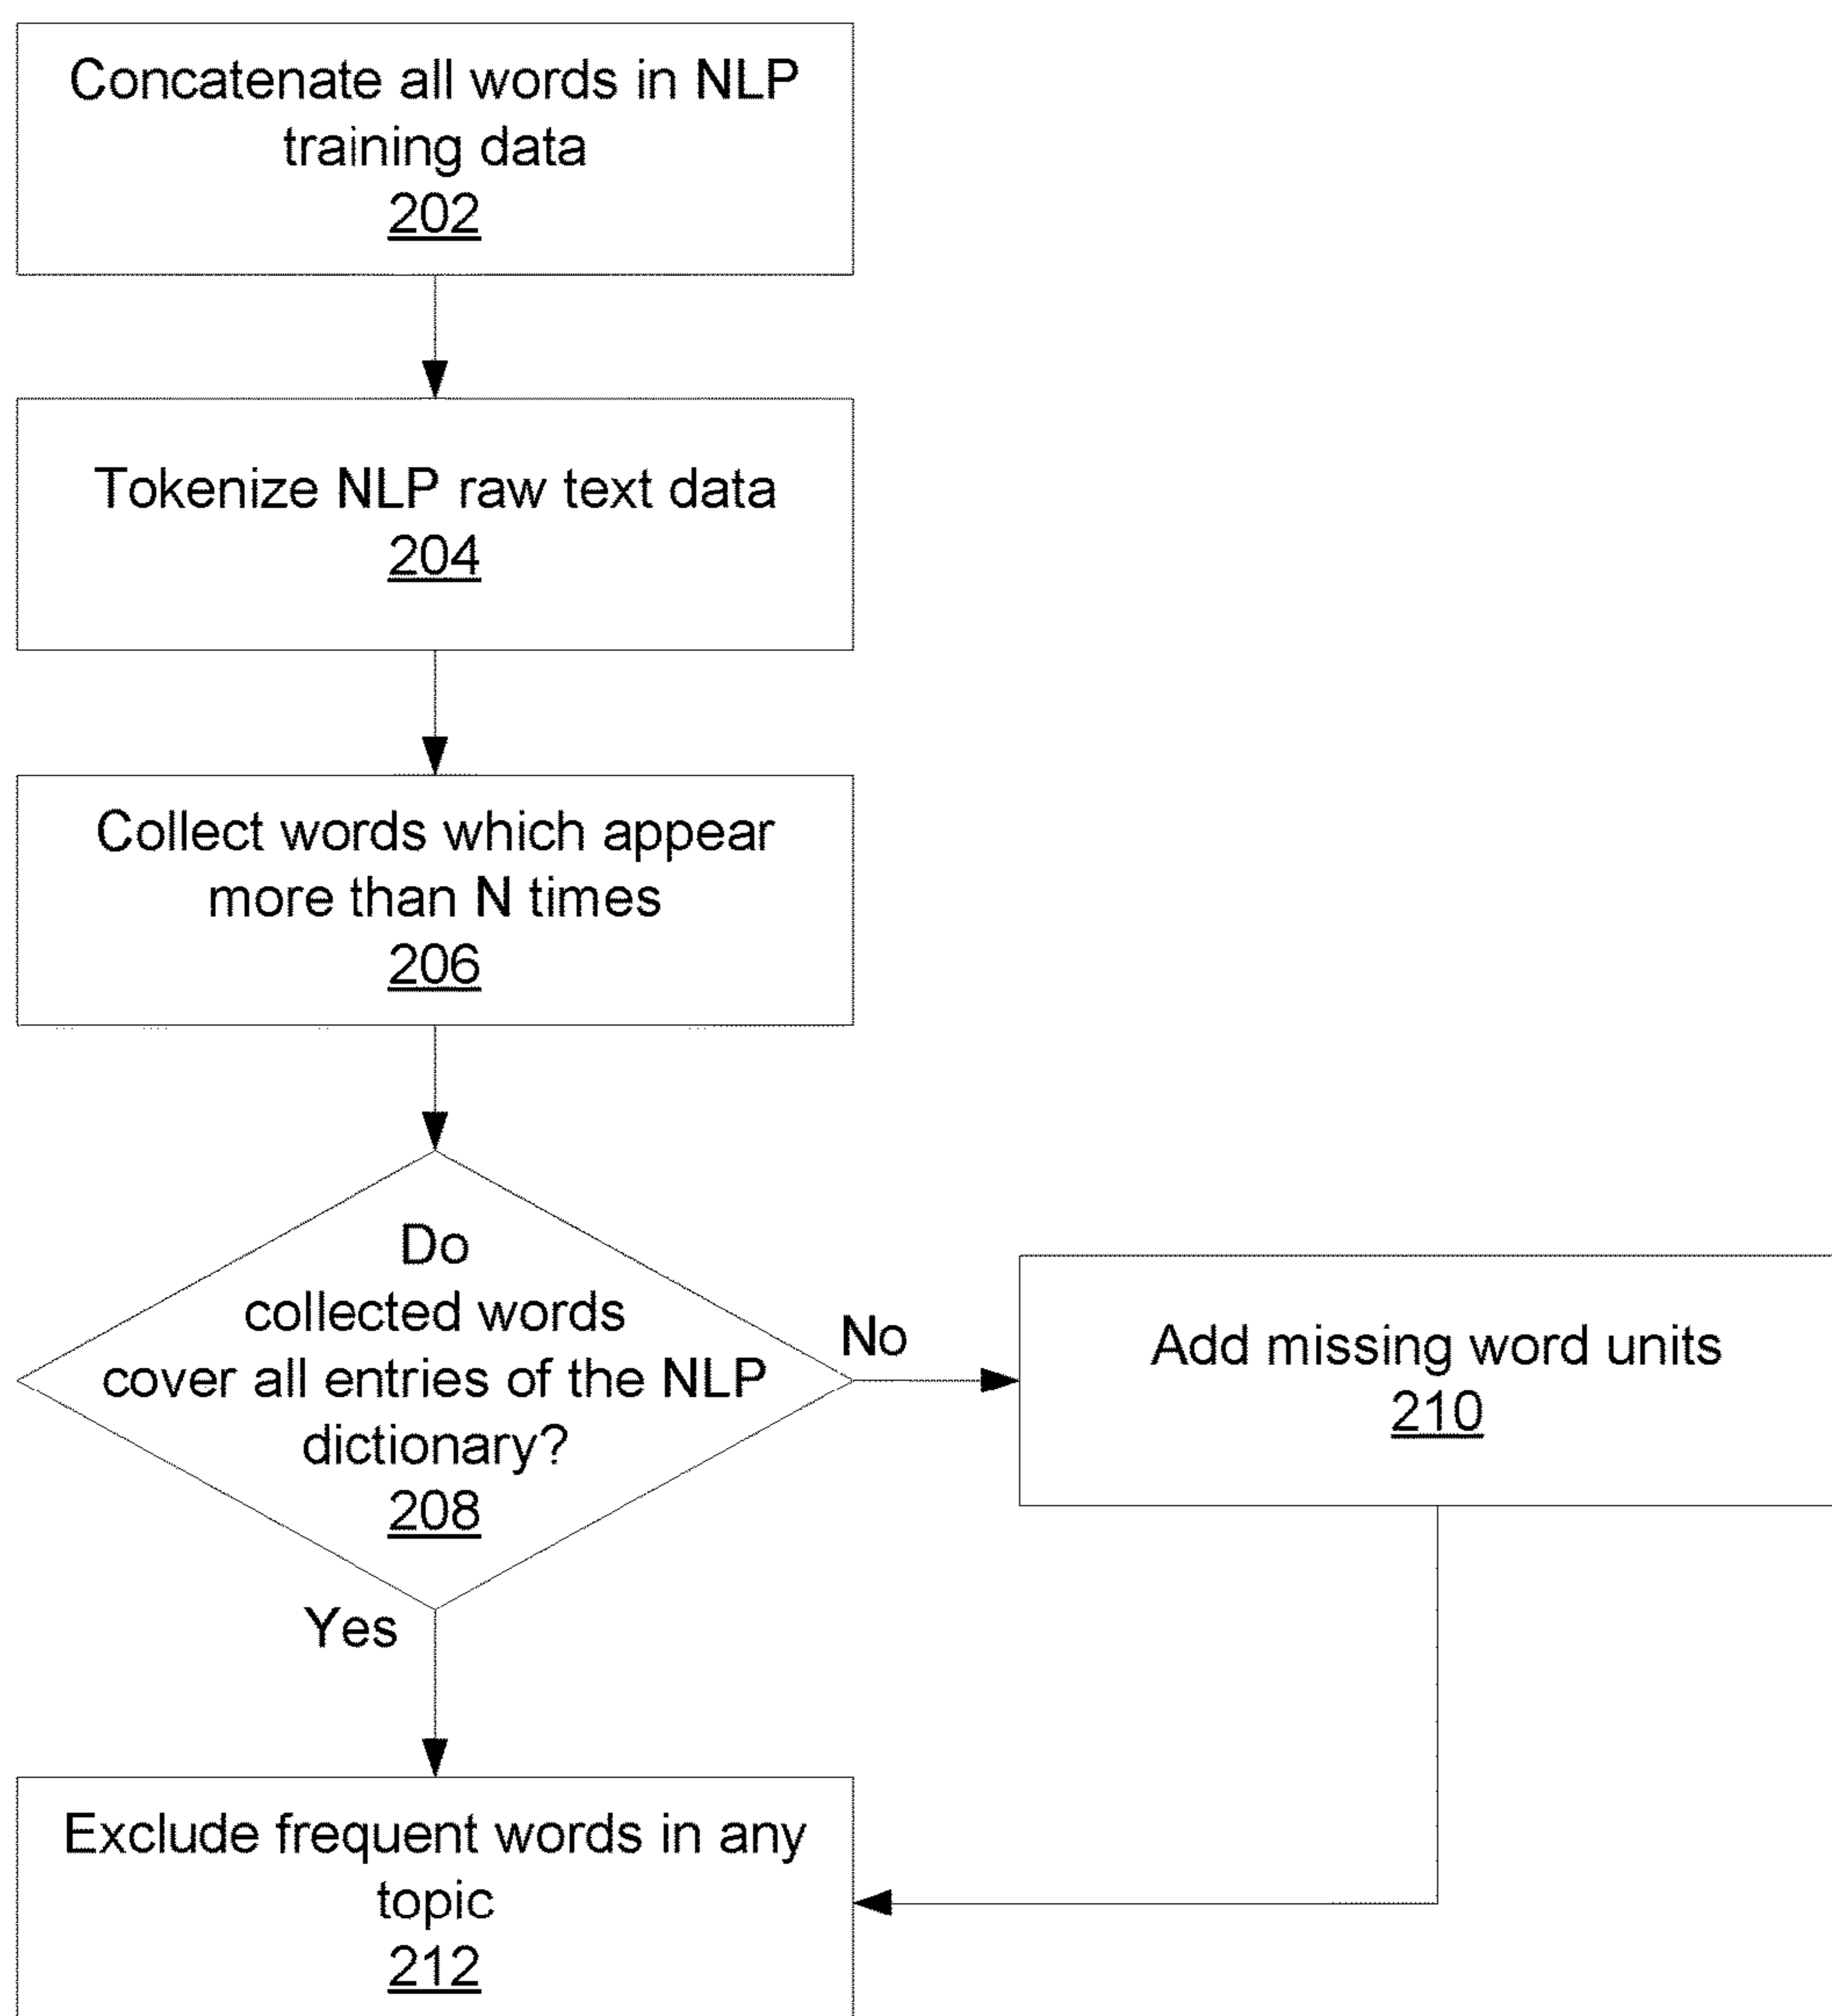 Concatenate all words in NLP
training data
202
Tokenize NLP raw text data
204
Collect words which appear
more than N times
206
Do
collected words
cover all entries of the NLP
dictionary?
208
No
Add missing word units
210
Yes
Exclude frequent words in any
topic
212